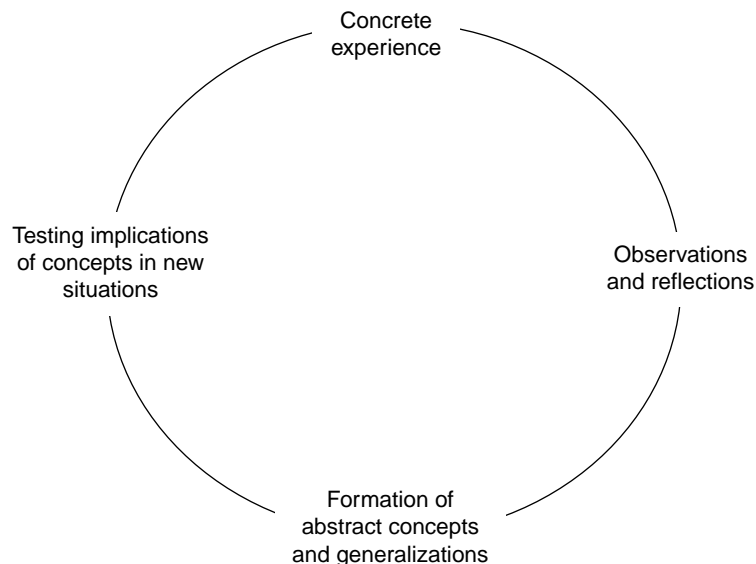 Concrete
experience
Observations
and reflections
Formation of
abstract concepts
and generalizations
Testing implications
of concepts in new
situations